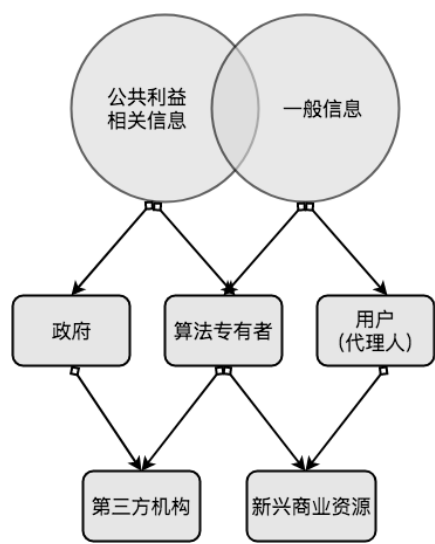 公共利益
相关信息
一般信息
政府
算法专有者
用户
（代理人）
第三方机构
新兴商业资源